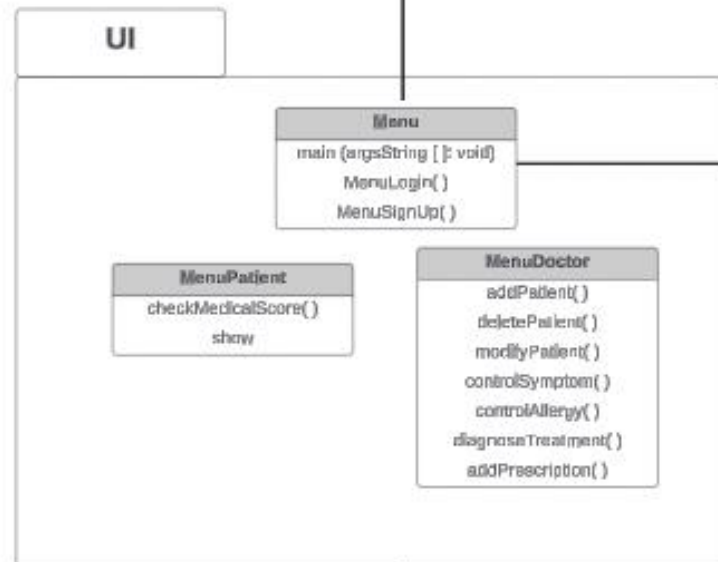 UI
Menu
main (argsString [ ]: void)
MenuLogin( )
MenuSignUp( )
MenuPatient
checkMedicalScore( )
show
MenuDoctor
addPatient( )
deletePatient( )
modifyPatient( )
controlSymptom( )
controlAllergy( )
diagnoseTreatment( )
addPrescription( )